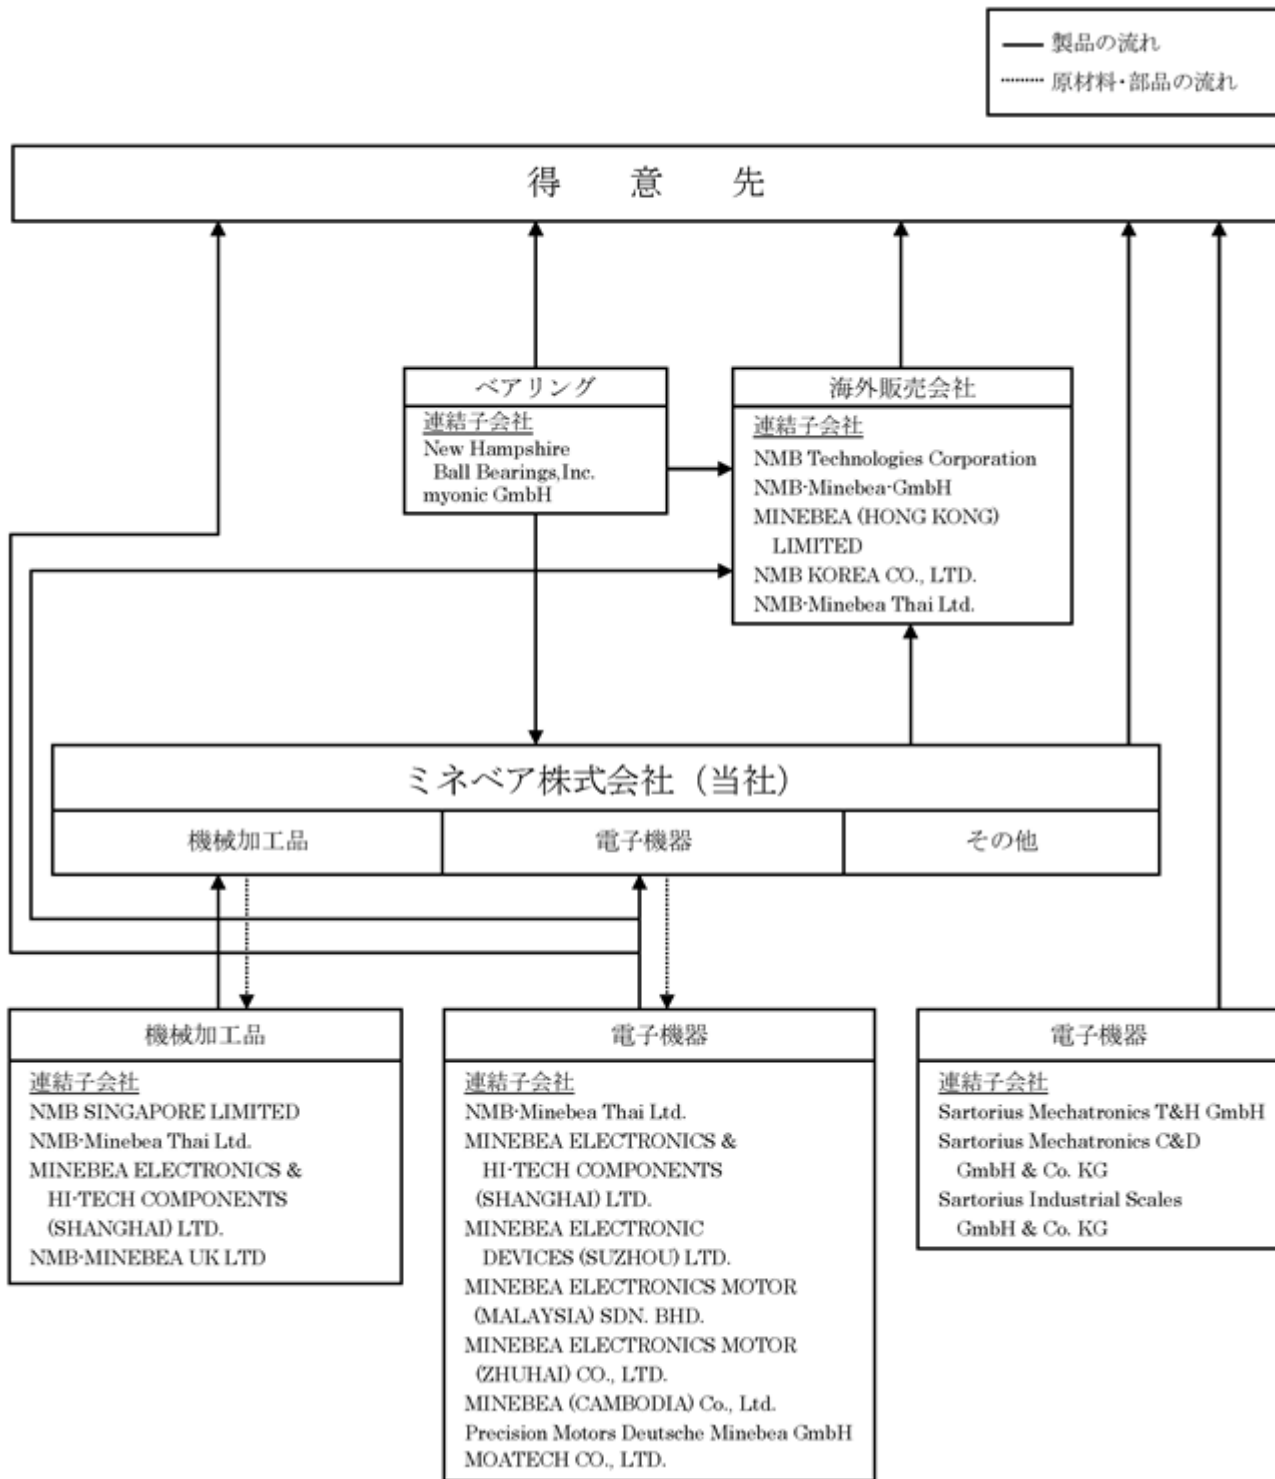 製品の流れ
原材料・部品の流れ
得意先
ベアリング
連結子会社
New Hampshire
Ball Bearings,Inc.
myonic GmbH
海外販売会社
連結子会社
NMB Technologies Corporation
NMB-Minebea-GmbH
MINEBEA (HONG KONG)
LIMITED
NMB KOREA CO., LTD.
NMB-Minebea Thai Ltd.
ミネベア株式会社（当社）
機械加工品
電子機器
その他
機械加工品
連結子会社
NMB SINGAPORE LIMITED
NMB-Minebea Thai Ltd.
MINEBEA ELECTRONICS &
HI-TECH COMPONENTS
(SHANGHAI) LTD.
NMB-MINEBEA UK LTD
電子機器
連結子会社
NMB-Minebea Thai Ltd.
MINEBEA ELECTRONICS &
HI-TECH COMPONENTS
(SHANGHAI) LTD.
MINEBEA ELECTRONIC
DEVICES (SUZHOU) LTD.
MINEBEA ELECTRONICS MOTOR
(MALAYSIA) SDN. BHD.
MINEBEA ELECTRONICS MOTOR
(ZHUHAI) CO., LTD.
MINEBEA (CAMBODIA) Co., Ltd.
Precision Motors Deutsche Minebea GmbH
MOATECH CO., LTD.
電子機器
連結子会社
Sartorius Mechatronics T&H GmbH
Sartorius Mechatronics C&D
GmbH & Co. KG
Sartorius Industrial Scales
GmbH & Co. KG